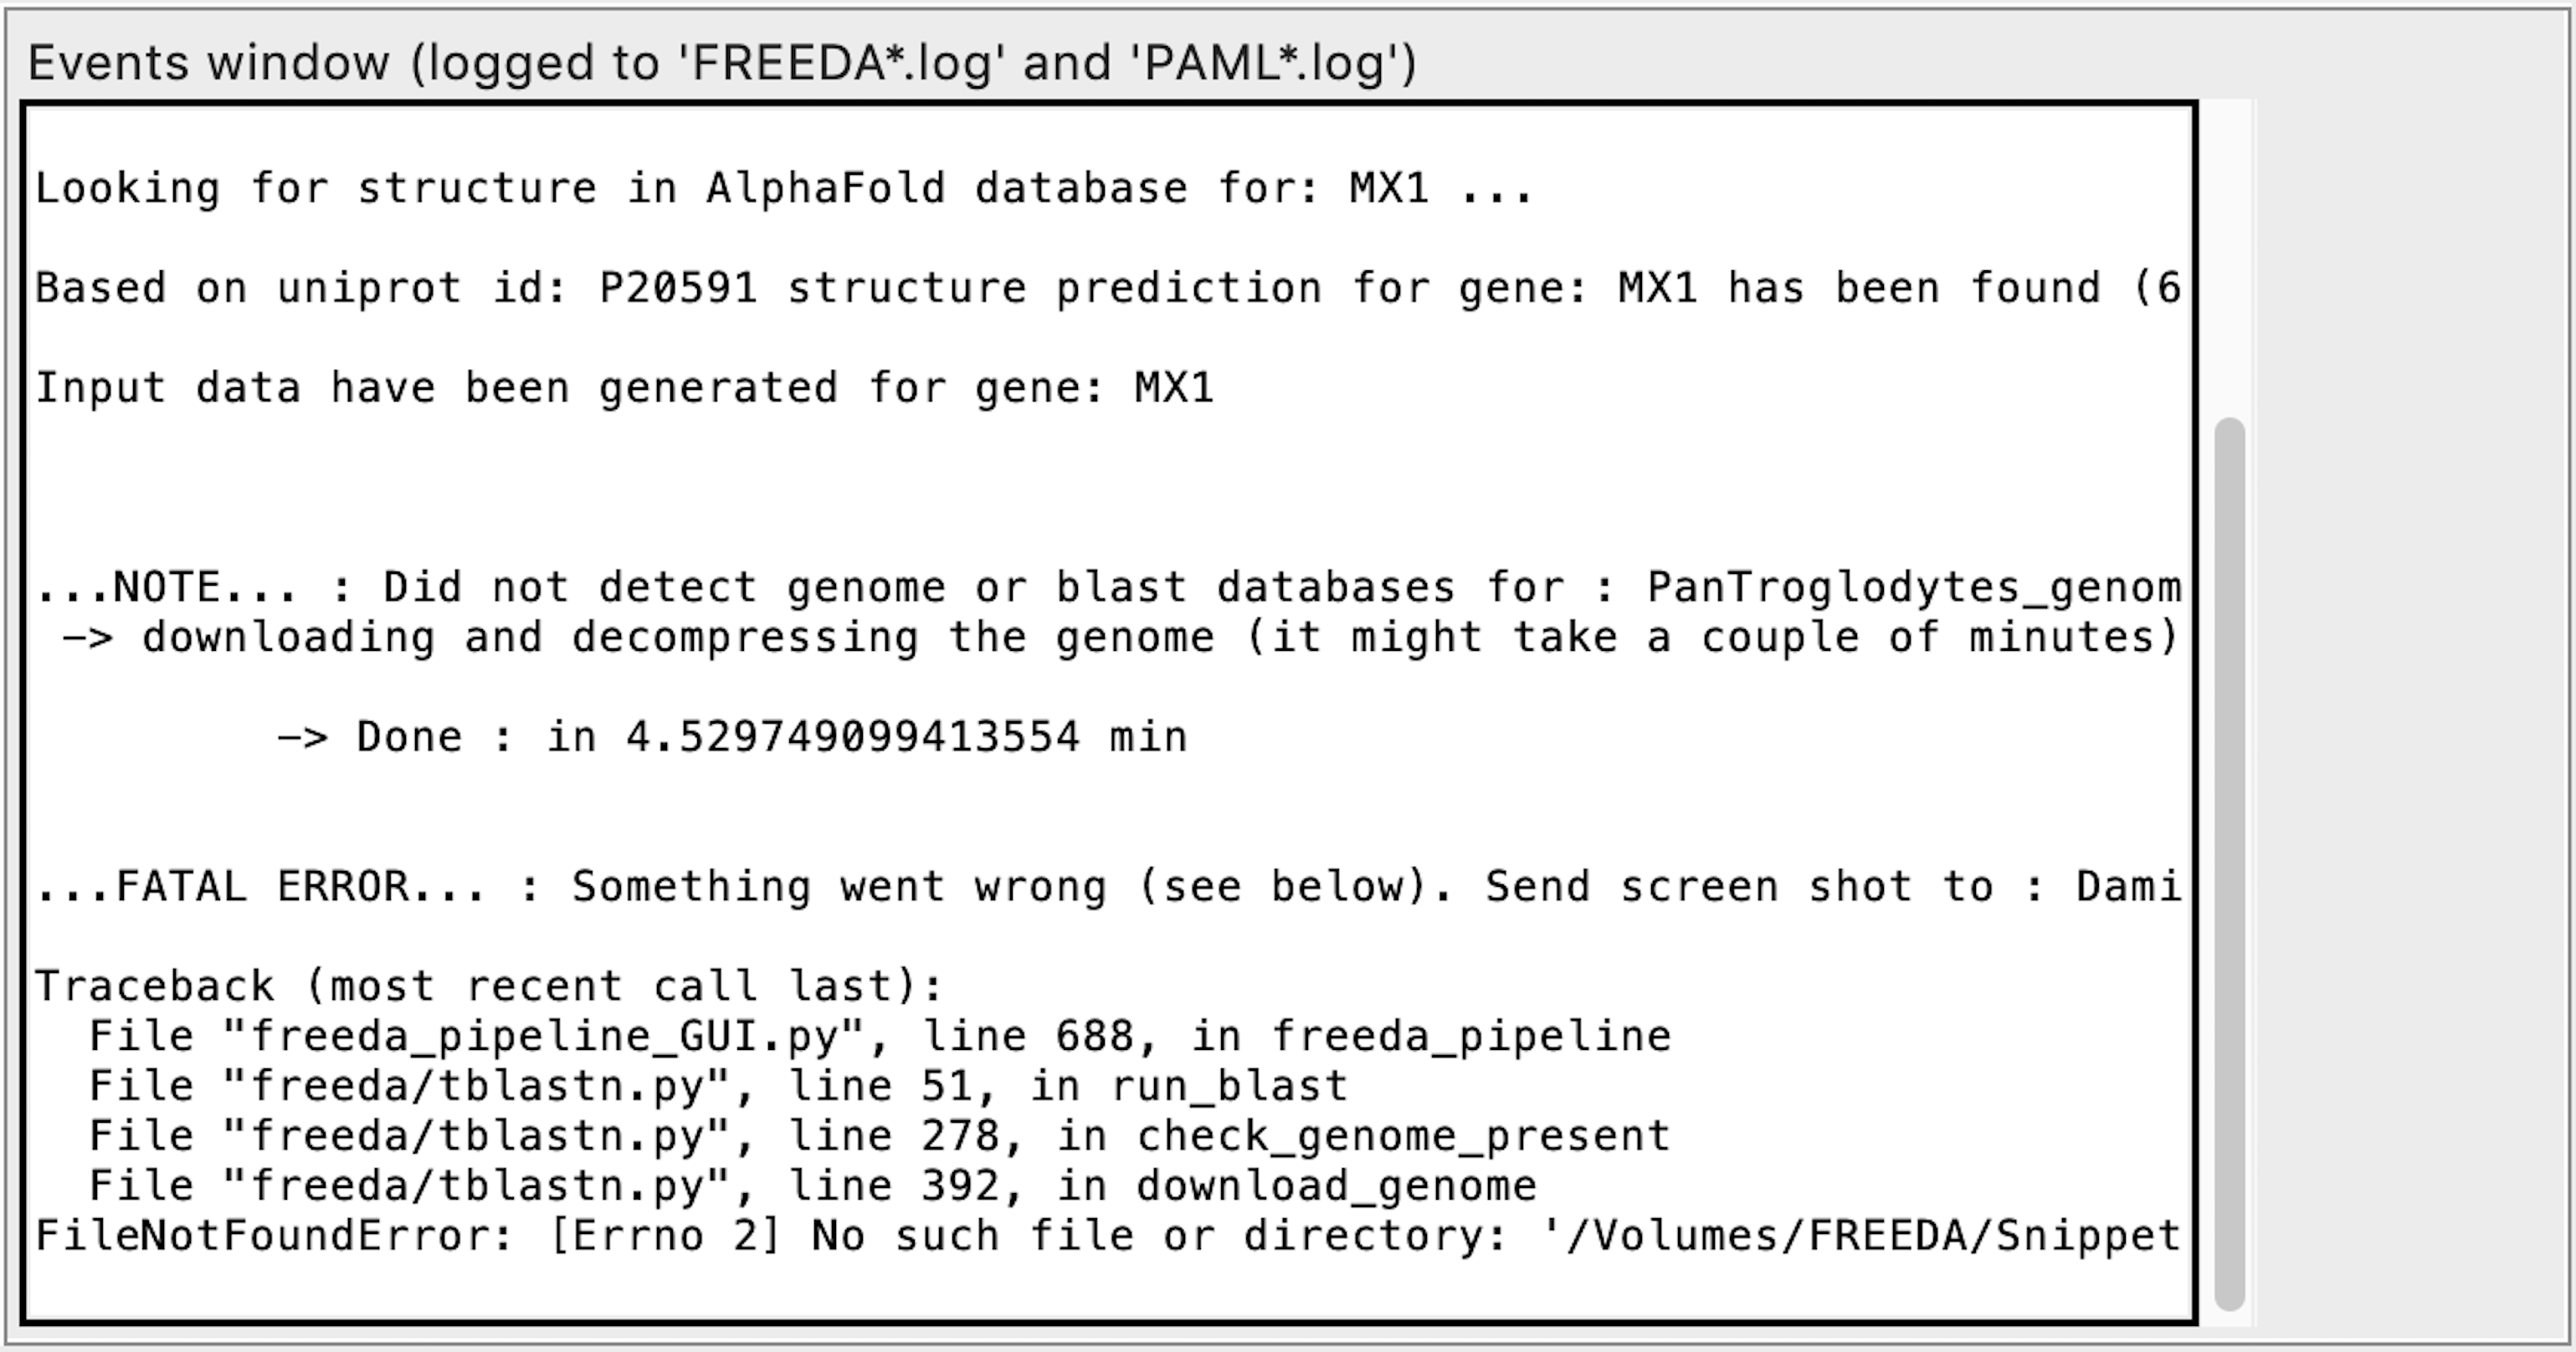 Events window (logged to 'FREEDA*.log' and 'PAML*.log')
Looking for structure in AlphaFold database for: MX1 ...
Based on uniprot id: P20591 structure prediction for gene: MX1 has been found (6
Input data have been generated for gene: MX1
...NOTE... : Did not detect genome or blast databases for : PanTroglodytes_genom
-> downloading and decompressing the genome (it might take a couple of minutes)
-> Done : in 4.529749099413554 min
...FATAL ERROR... : Something went wrong (see below). Send screen shot to : Dami
Traceback (most recent call last):
File "freeda_pipeline_GUI.py", line 688, in freeda_pipeline
File "freeda/tblastn.py", line 51, in run_blast
File "freeda/tblastn.py", line 278, in check_genome_present
File "freeda/tblastn.py", line 392, in download_genome
FileNotFoundError: [Errno 2] No such file or directory: '/Volumes/FREEDA/Snippet